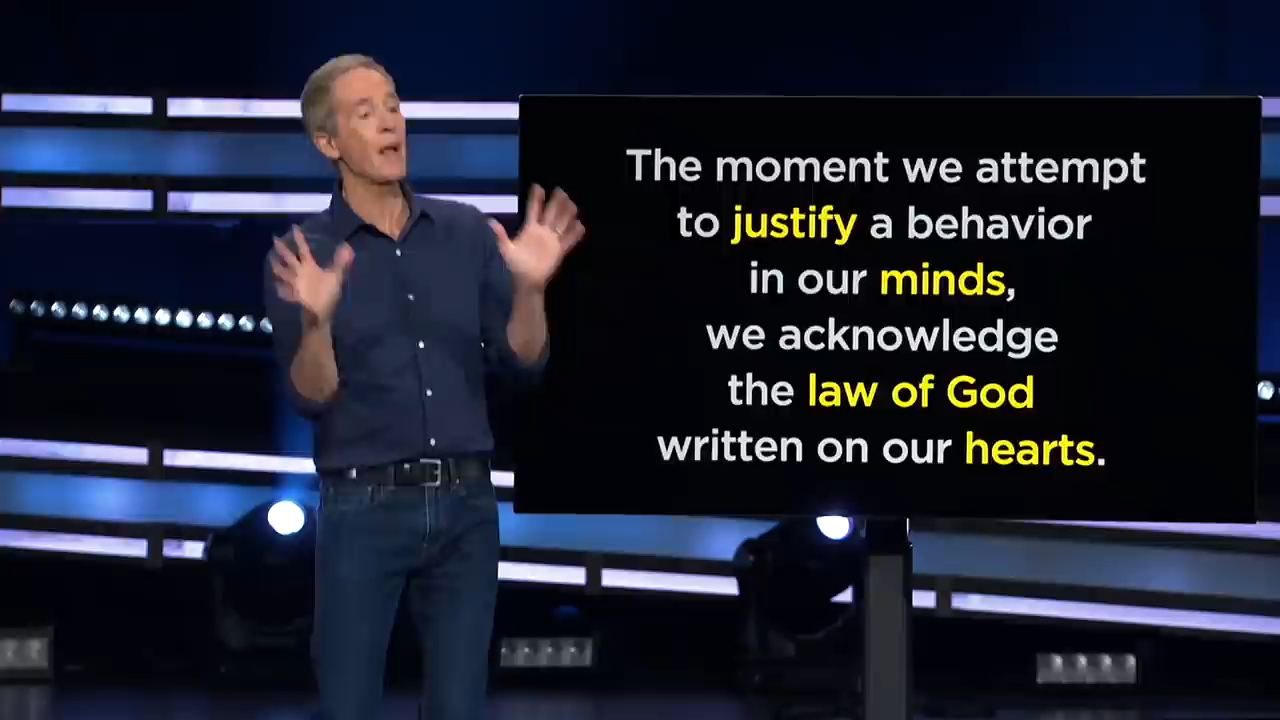 The moment we attempt
to justify a behavior
in our minds,
we acknowledge
the law of God
written on our hearts.